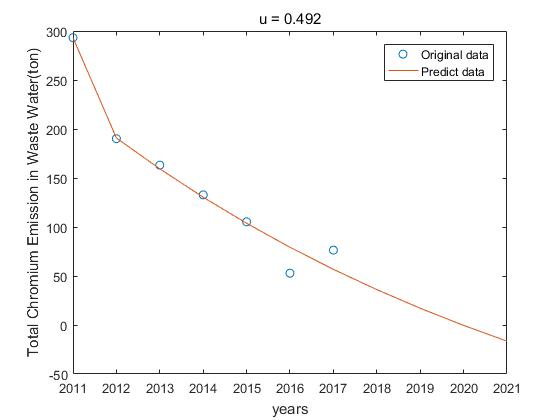 u = 0.492
Total Chromium Emission in Waste Water(ton)
300
250
200
150
100
50
0
-50
Original data
Predict data
2011 2012 2013 2014 2015 2016 2017 2018 2019 2020 2021
years